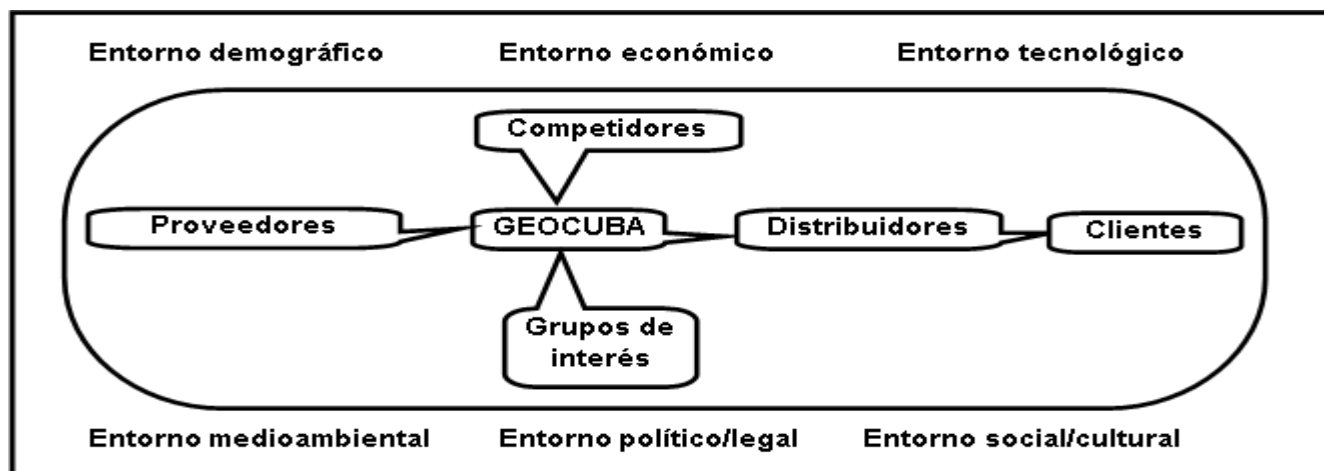 Entorno demográfico
Entorno económico
Entorno tecnológico
Competidores
Proveedores
GEOCUBA
Distribuidores
Clientes
Grupos de
interés
Entorno medioambiental
Entorno político/legal
Entorno social/cultural